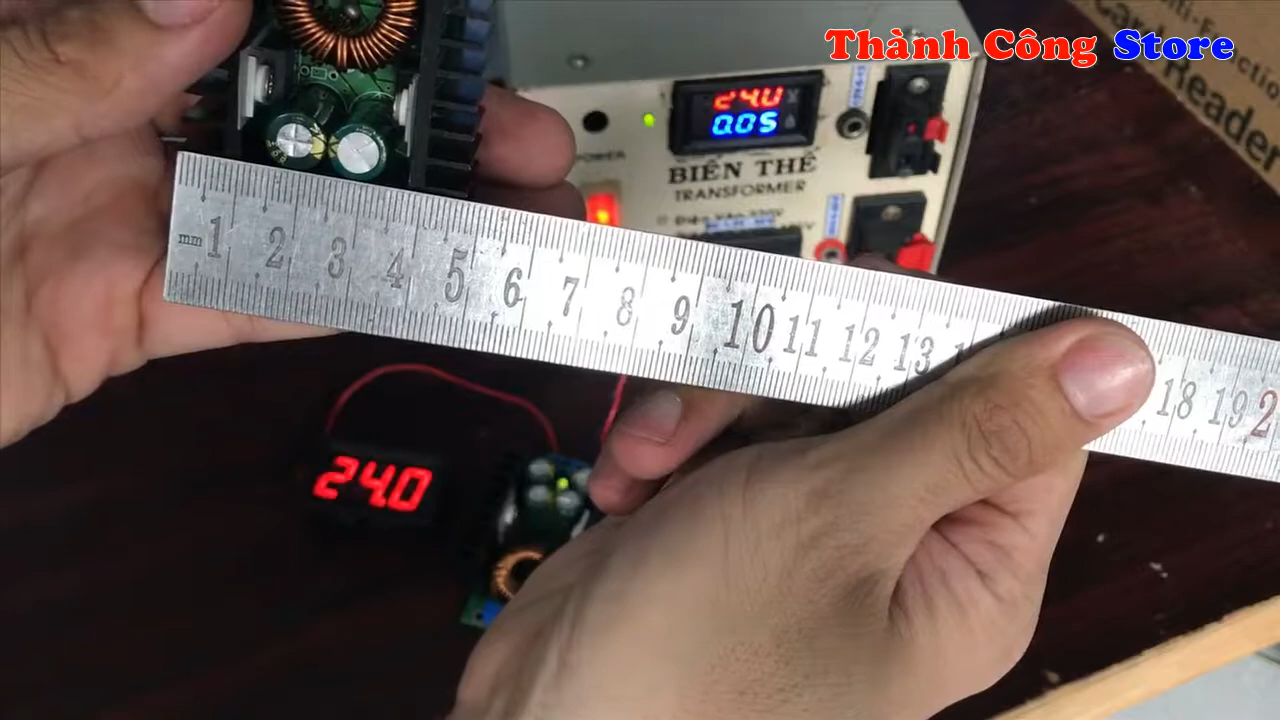 Thành Công Store
Car Reader
24.0 V
0.05 A
BIẾN THẾ
TRANSFORMER
POWER
mm 1 2 3 4 5 6 7 8 9 10 11 12 13 18 19
24.0